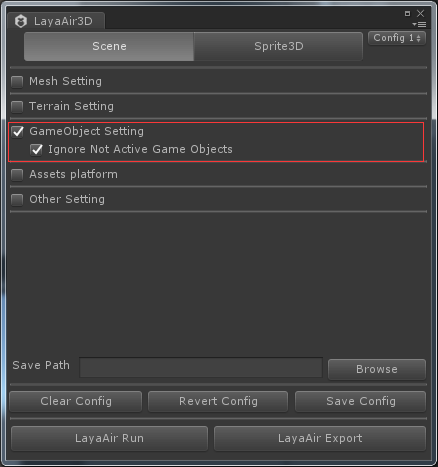 LayaAir3D
Scene
Sprite3D
Config 1
Mesh Setting
Terrain Setting
GameObject Setting
Ignore Not Active Game Objects
Assets platform
Other Setting
Save Path
Browse
Clear Config
Revert Config
Save Config
LayaAir Run
LayaAir Export